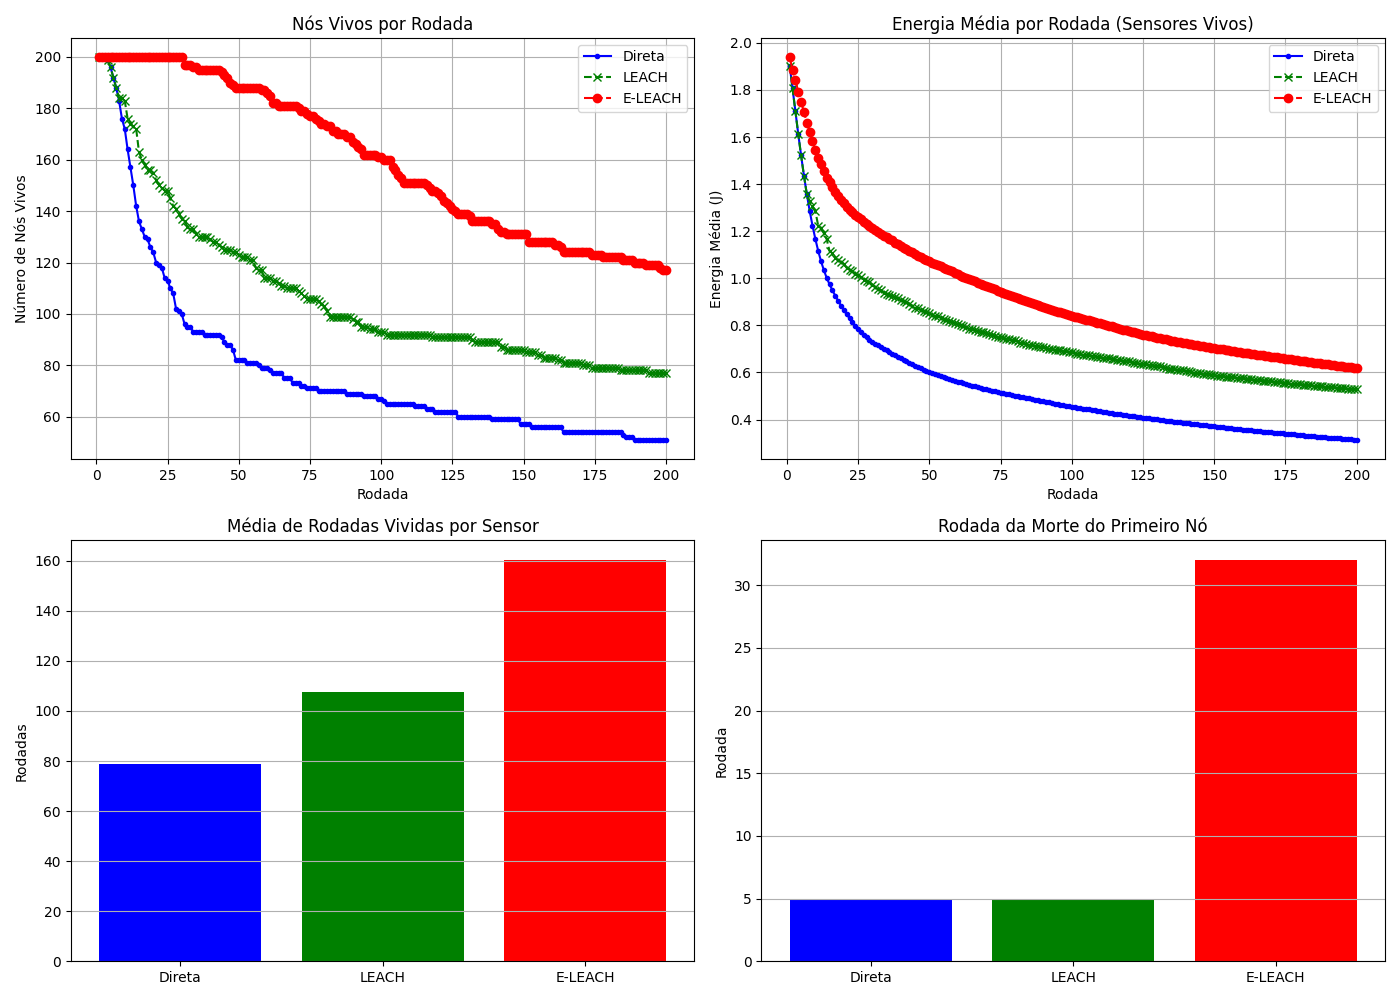 Nós Vivos por Rodada
Número de Nós Vivos
200
180
160
140
120
100
80
60
0 25 50 75 100 125 150 175 200
Rodada
Direta
LEACH
E-LEACH
Energia Média por Rodada (Sensores Vivos)
Energia Média (J)
2.0
1.8
1.6
1.4
1.2
1.0
0.8
0.6
0.4
0 25 50 75 100 125 150 175 200
Rodada
Direta
LEACH
E-LEACH
Média de Rodadas Vividas por Sensor
Rodadas
160
140
120
100
80
60
40
20
0
Direta LEACH E-LEACH
Rodada da Morte do Primeiro Nó
Rodada
30
25
20
15
10
5
0
Direta LEACH E-LEACH